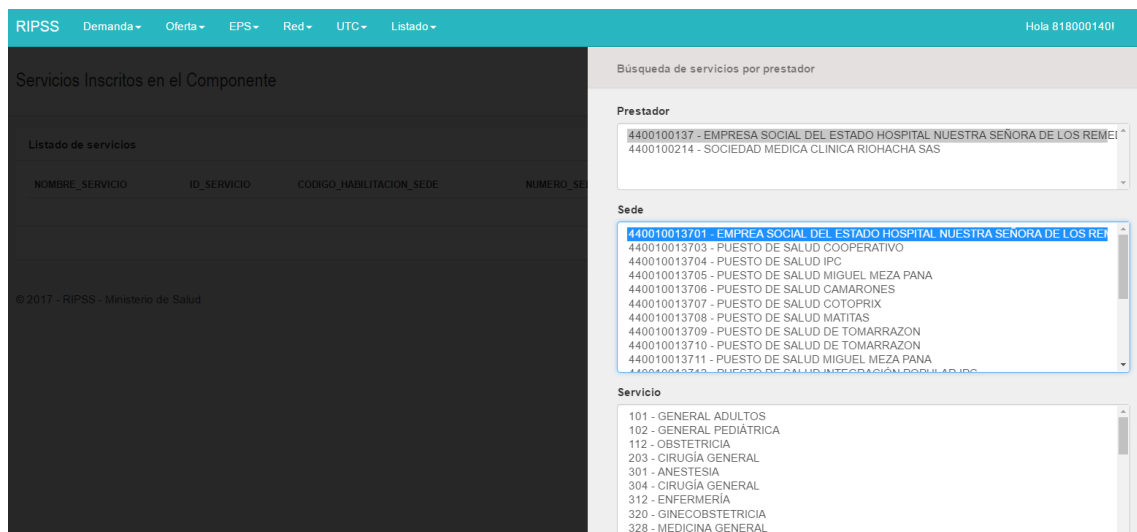 RIPSS Demanda Oferta EPS Red UTC Listado Hola 818000140!
Servicios Inscritos en el Componente
Listado de servicios
NOMBRE_SERVICIO ID_SERVICIO CODIGO_HABILITACION_SEDE
© 2017 - RIPSS - Ministerio de Salud
Búsqueda de servicios por prestador
Prestador
4400100137 - EMPRESA SOCIAL DEL ESTADO HOSPITAL NUESTRA SEÑORA DE LOS
4400100214 - SOCIEDAD MEDICA CLINICA RIOHACHA SAS
Sede
440010013701 - EMPREA SOCIAL DEL ESTADO HOSPITAL NUESTRA SEÑORA DE LOS
440010013703 - PUESTO DE SALUD COOPERATIVO
440010013704 - PUESTO DE SALUD IPC
440010013705 - PUESTO DE SALUD MIGUEL MEZA PANA
440010013706 - PUESTO DE SALUD CAMARONES
440010013707 - PUESTO DE SALUD COTOPRIX
440010013708 - PUESTO DE SALUD MATITAS
440010013709 - PUESTO DE SALUD DE TOMARRAZON
440010013710 - PUESTO DE SALUD DE TOMARRAZON
440010013711 - PUESTO DE SALUD MIGUEL MEZA PANA
Servicio
101 - GENERAL ADULTOS
102 - GENERAL PEDIÁTRICA
112 - OBSTETRICIA
203 - CIRUGÍA GENERAL
301 - ANESTESIA
304 - CIRUGÍA GENERAL
312 - ENFERMERÍA
320 - GINECOBSTETRICIA
328 - MEDICINA GENERAL